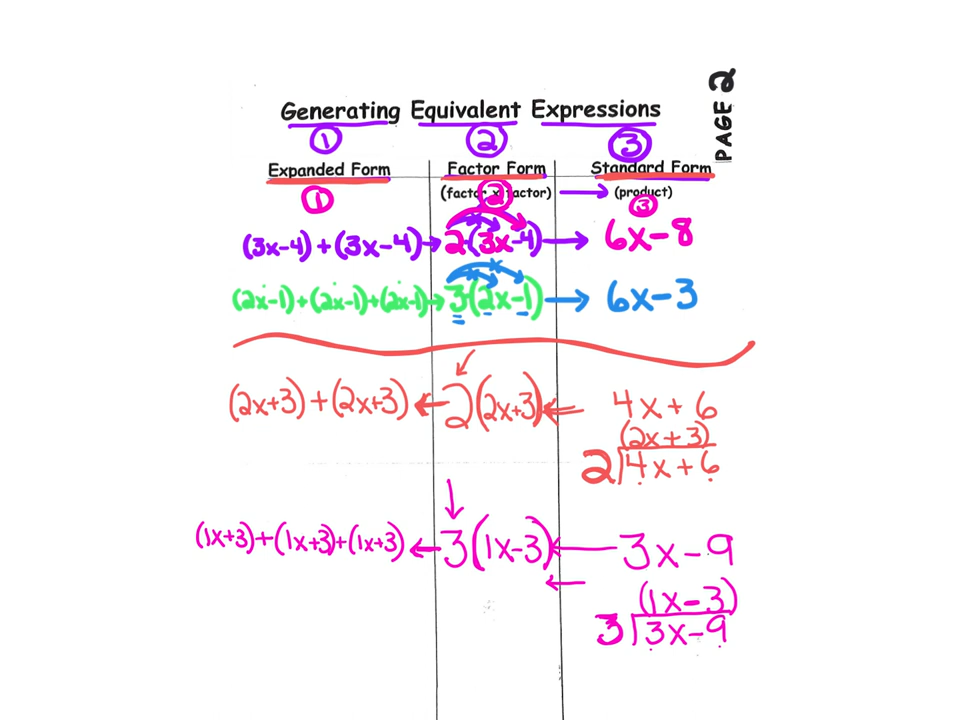 PAGE 2
Generating Equivalent Expressions
1 2 3
Expanded Form Factor Form Standard Form
(factor x factor) → (product)
1 2 3
(3x-4)+(3x-4)→ 2·(3x-4) → 6x-8
(2x-1)+(2x-1)+(2x-1)→ 3(2x-1) → 6x-3
(2x+3)+(2x+3) ← 2(2x+3) ← 4x+6
(2x+3)
2 4x+6
(1x+3)+(1x+3)+(1x+3) ← 3(1x-3) ← 3x-9
(1x-3)
3 3x-9